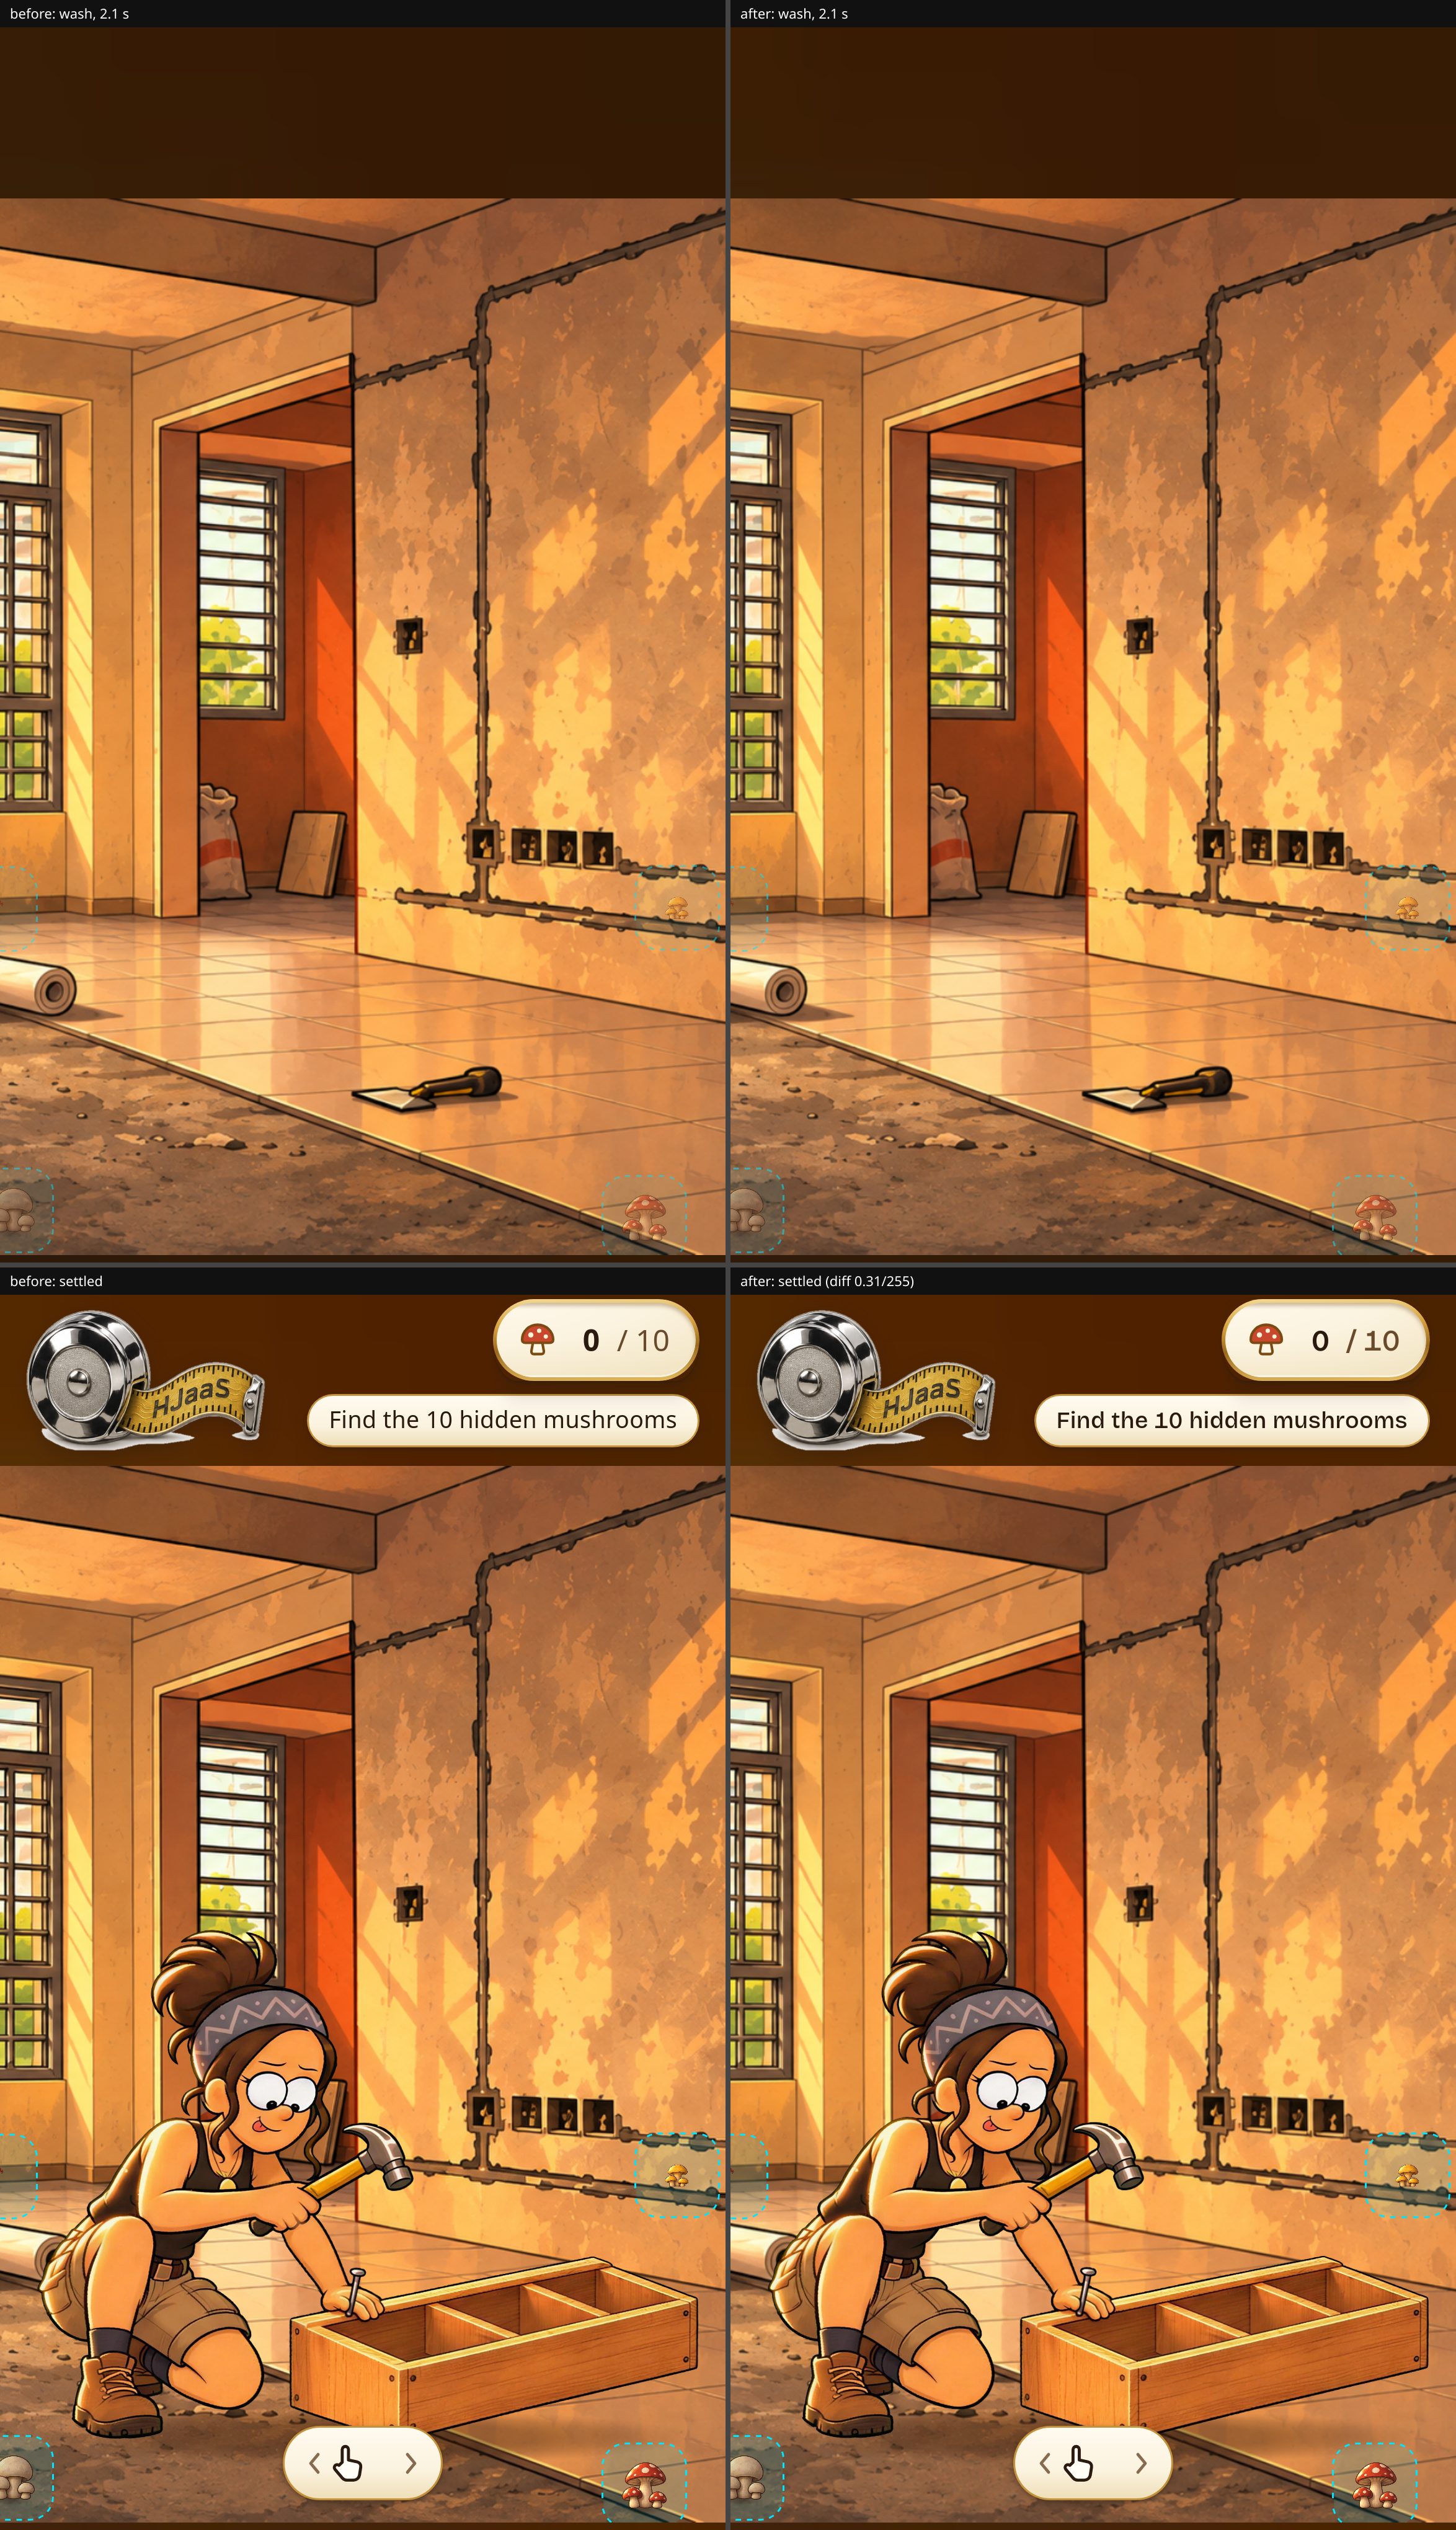 before: wash, 2.1 s
after: wash, 2.1 s
before: settled
after: settled (diff 0.31/255)
HJaaS
0 / 10
Find the 10 hidden mushrooms
HJaaS
0 / 10
Find the 10 hidden mushrooms